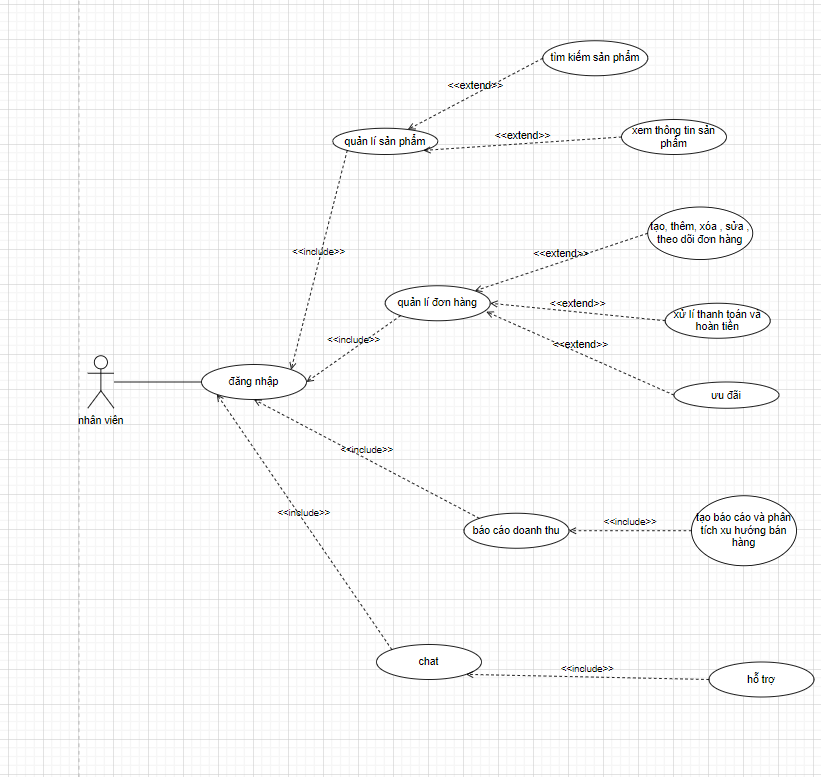 tìm kiếm sản phẩm
<<extend>>
xem thông tin sản
phẩm
<<extend>>
quản lí sản phẩm
tạo, thêm, xóa , sửa ,
theo dõi đơn hàng
<<extend>>
<<include>>
quản lí đơn hàng
<<extend>>
xử lí thanh toán và
hoàn tiền
<<include>>
<<extend>>
đăng nhập
ưu đãi
nhân viên
<<include>>
<<include>>
báo cáo doanh thu
<<include>>
tạo báo cáo và phân
tích xu hướng bán
hàng
chat
<<include>>
hỗ trợ